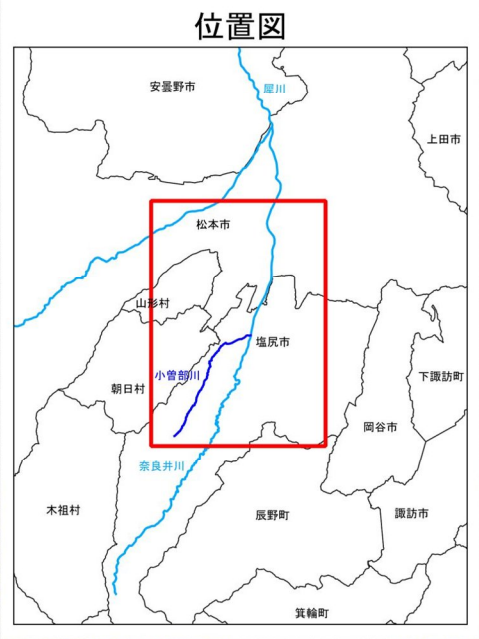 位置図
安曇野市
犀川
上田市
松本市
山形村
塩尻市
小曽部川
下諏訪町
朝日村
岡谷市
奈良井川
木祖村
辰野町
諏訪市
箕輪町